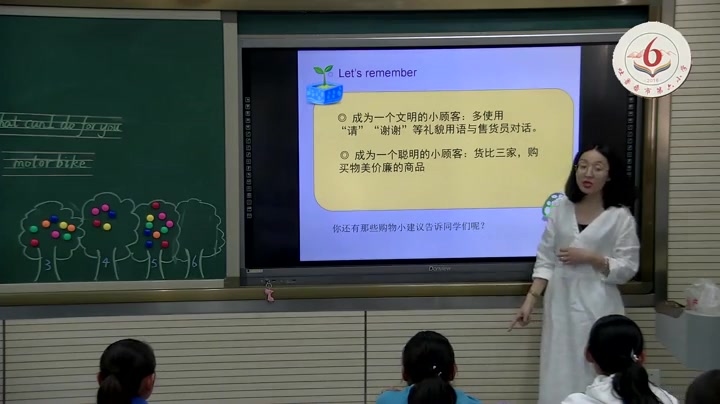 hat can I do for you
motor bike
3
4
5
6
Let's remember
◎ 成为一个文明的小顾客：多使用
“请”“谢谢”等礼貌用语与售货员对话。
◎ 成为一个聪明的小顾客：货比三家，购
买物美价廉的商品
你还有那些购物小建议告诉同学们呢？
6